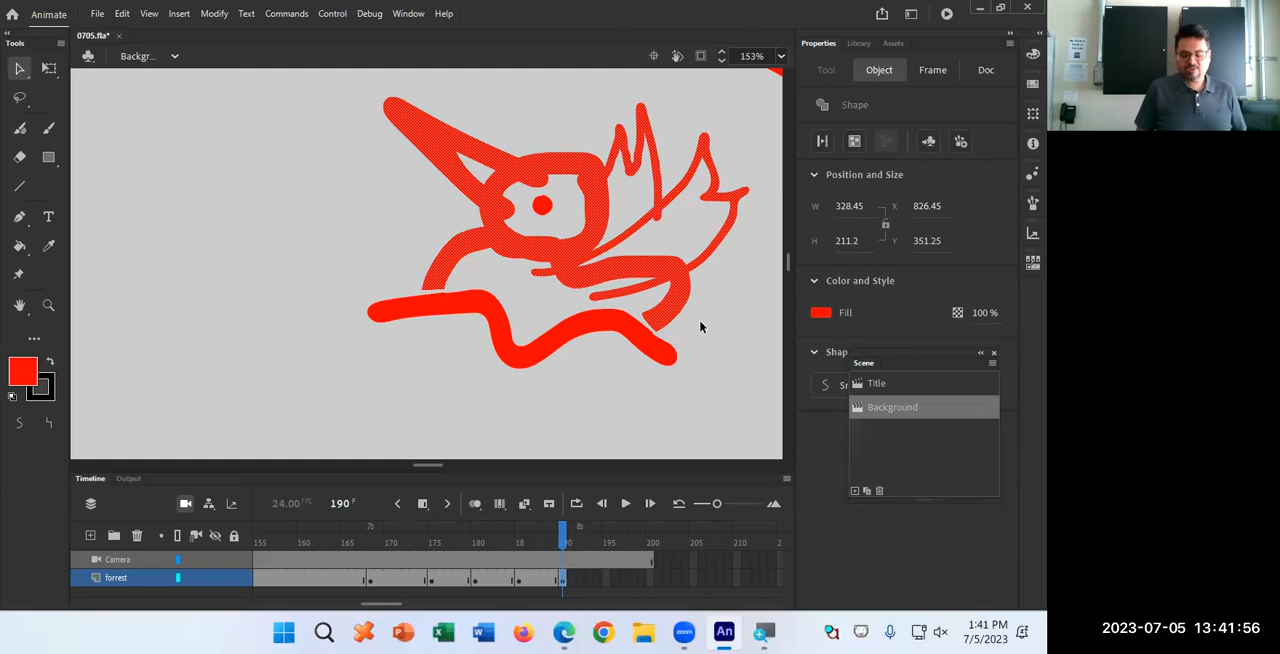 Animate File Edit View Insert Modify Text Commands Control Debug Window Help
0705.fla*
Tools
Backgr...
153%
Properties Library Assets
Tool Object Frame Doc
Shape
Position and Size
W 328.45 X 826.45
H 211.2 Y 351.25
Color and Style
Fill 100 %
Shap
Scene
Title
Background
Timeline Output
24.00 FPS 190 F
7s 8s
155 160 165 170 175 180 18 90 195 200 205 210 2
Camera
forrest
1:41 PM
7/5/2023
2023-07-05 13:41:56